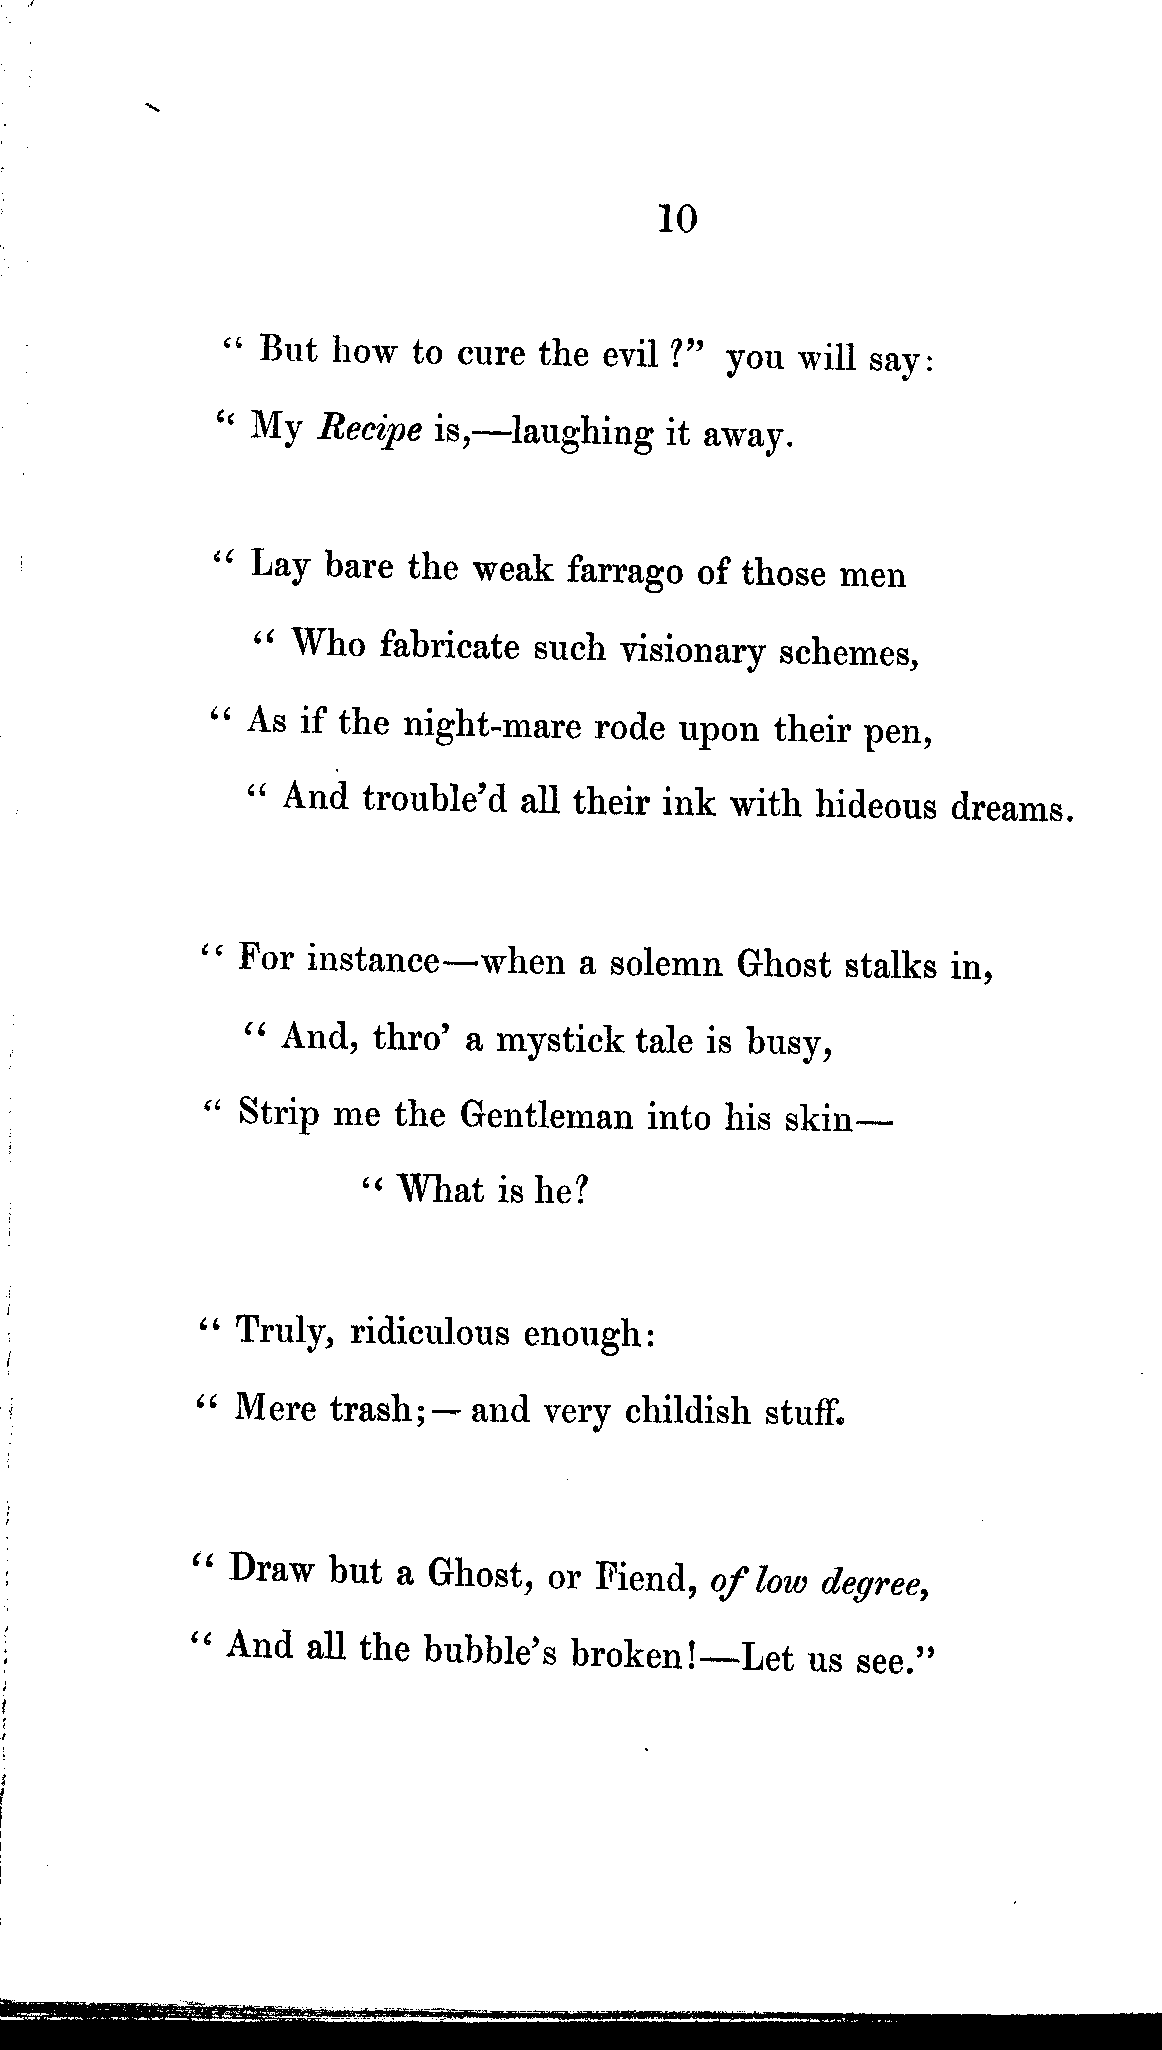 10
“ But how to cure the evil ?” you will say:
“ My Recipe is,—laughing it away.
“ Lay bare the weak farrago of those men
“ Who fabricate such visionary schemes,
“ As if the night-mare rode upon their pen,
“ And trouble’d all their ink with hideous dreams.
“ For instance—when a solemn Ghost stalks in,
“ And, thro’ a mystick tale is busy,
“ Strip me the Gentleman into his skin—
“ What is he?
“ Truly, ridiculous enough:
“ Mere trash;—and very childish stuff.
“ Draw but a Ghost, or Fiend, of low degree,
“ And all the bubble’s broken!—Let us see.”